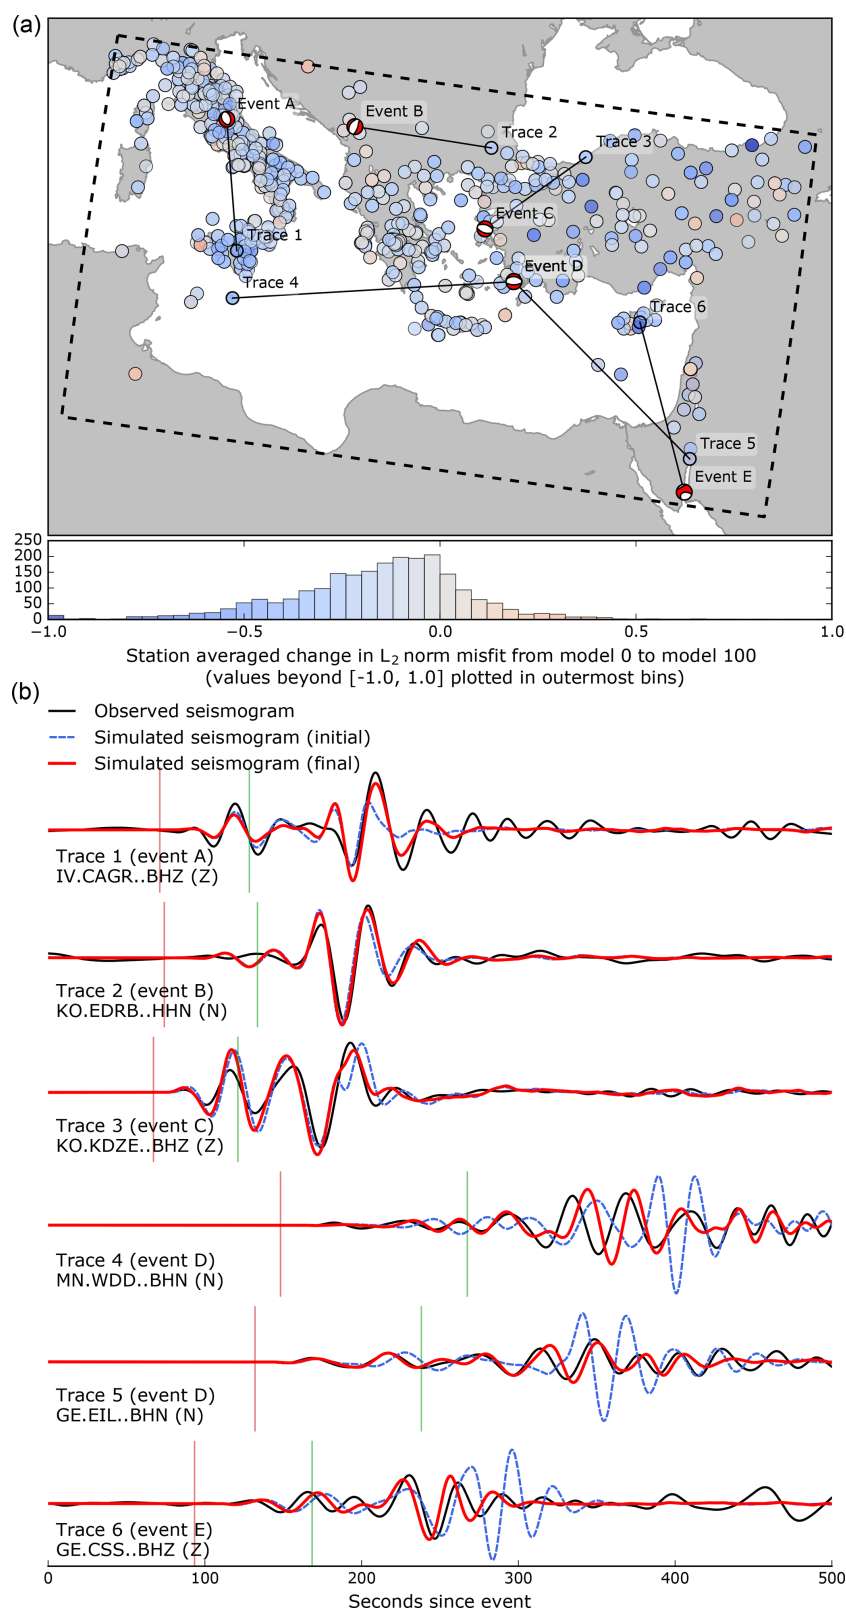 (a)
Event A
Event B
Trace 2
Trace 3
Event C
Trace 1
Event D
Trace 4
Trace 6
Trace 5
Event E
250
200
150
100
50
0
−1.0
−0.5
0.0
0.5
1.0
Station averaged change in L₂ norm misfit from model 0 to model 100
(values beyond [-1.0, 1.0] plotted in outermost bins)
(b)
Observed seismogram
Simulated seismogram (initial)
Simulated seismogram (final)
Trace 1 (event A)
IV.CAGR..BHZ (Z)
Trace 2 (event B)
KO.EDRB..HHN (N)
Trace 3 (event C)
KO.KDZE..BHZ (Z)
Trace 4 (event D)
MN.WDD..BHN (N)
Trace 5 (event D)
GE.EIL..BHN (N)
Trace 6 (event E)
GE.CSS..BHZ (Z)
0
100
200
300
400
500
Seconds since event